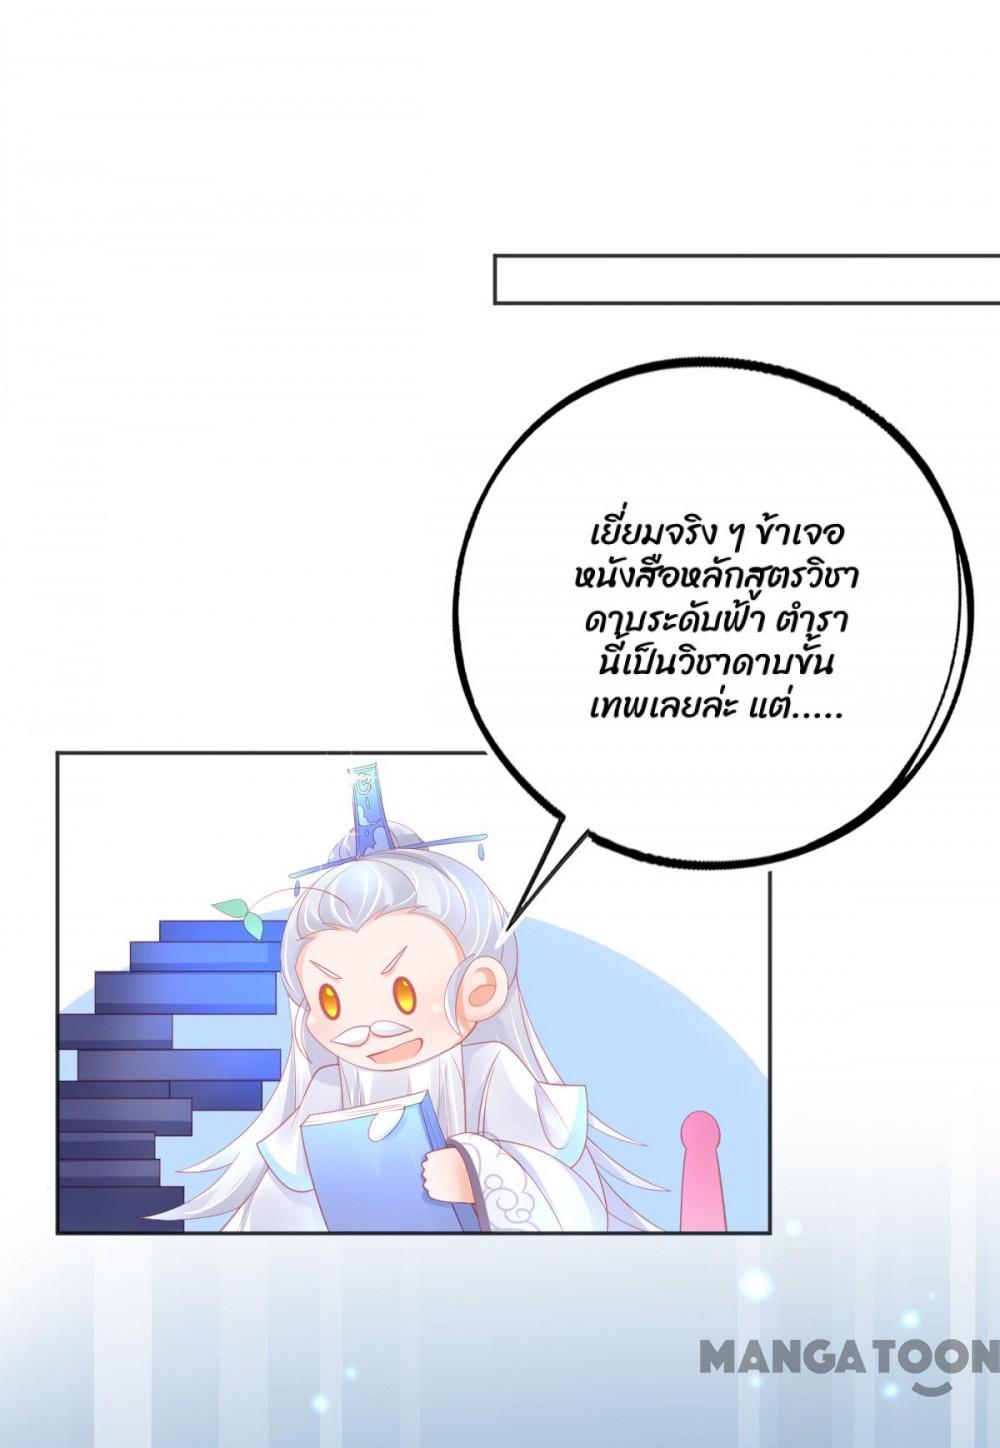 เยี่ยมจริง ๆ ข้าเจอ
หนังสือหลักสูตรวิชา
ดาบระดับฟ้า ตำรา
นี้เป็นวิชาดาบขั้น
เทพเลยล่ะ แต่.....
MANGATOON